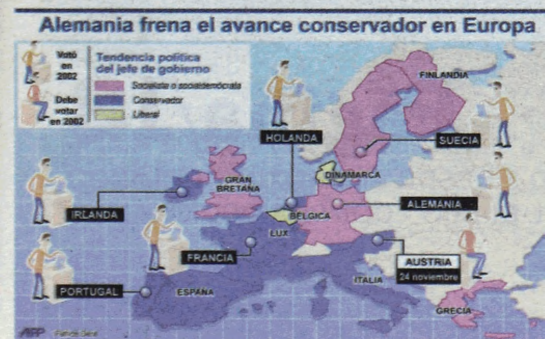 Alemania frena el avance conservador en Europa
Votó
en
2002
Debe
votar
en 2002
Tendencia política
del jefe de gobierno
Socialista o socialdemócrata
Conservador
Liberal
FINLANDIA
HOLANDA
SUECIA
DINAMARCA
GRAN
BRETAÑA
IRLANDA
BELGICA
ALEMANIA
LUX
FRANCIA
AUSTRIA
24 noviembre
PORTUGAL
ESPAÑA
ITALIA
GRECIA
AFP